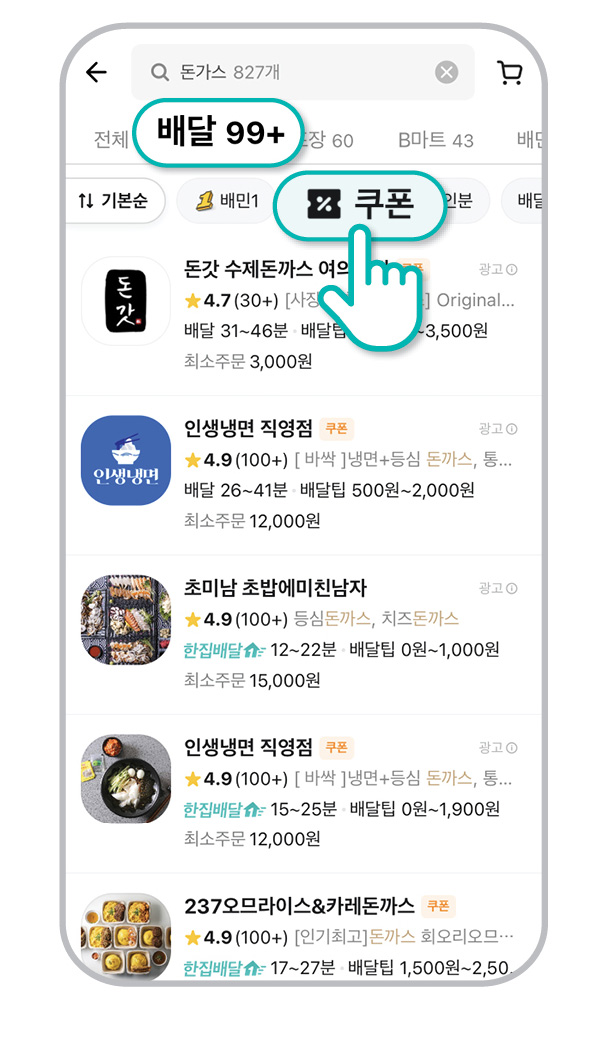 돈가스 827개
전체 배달 99+ 장 60 B마트 43 배민
기본순 배민1 쿠폰 인분 배달
돈갓 수제돈까스 여의 광고
4.7(30+) [사장 ] Original...
배달 31~46분 · 배달팁 ~3,500원
최소주문 3,000원
돈갓
인생냉면 직영점 쿠폰 광고
4.9(100+) [ 바싹 ]냉면+등심 돈까스, 통...
배달 26~41분 · 배달팁 500원~2,000원
최소주문 12,000원
인생냉면
초미남 초밥에미친남자 광고
4.9(100+) 등심돈까스, 치즈돈까스
한집배달 12~22분 · 배달팁 0원~1,000원
최소주문 15,000원
인생냉면 직영점 쿠폰 광고
4.9(100+) [ 바싹 ]냉면+등심 돈까스, 통...
한집배달 15~25분 · 배달팁 0원~1,900원
최소주문 12,000원
237오므라이스&카레돈까스 쿠폰
4.9(100+) [인기최고]돈까스 회오리오므...
한집배달 17~27분 · 배달팁 1,500원~2,50.